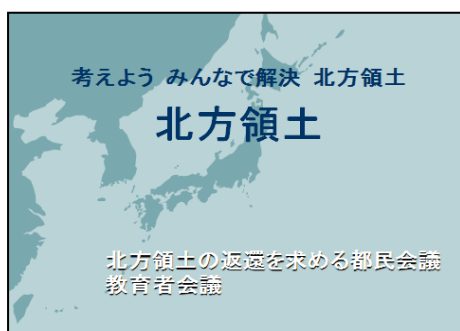 考えよう みんなで解決 北方領土
北方領土
北方領土の返還を求める都民会議
教育者会議